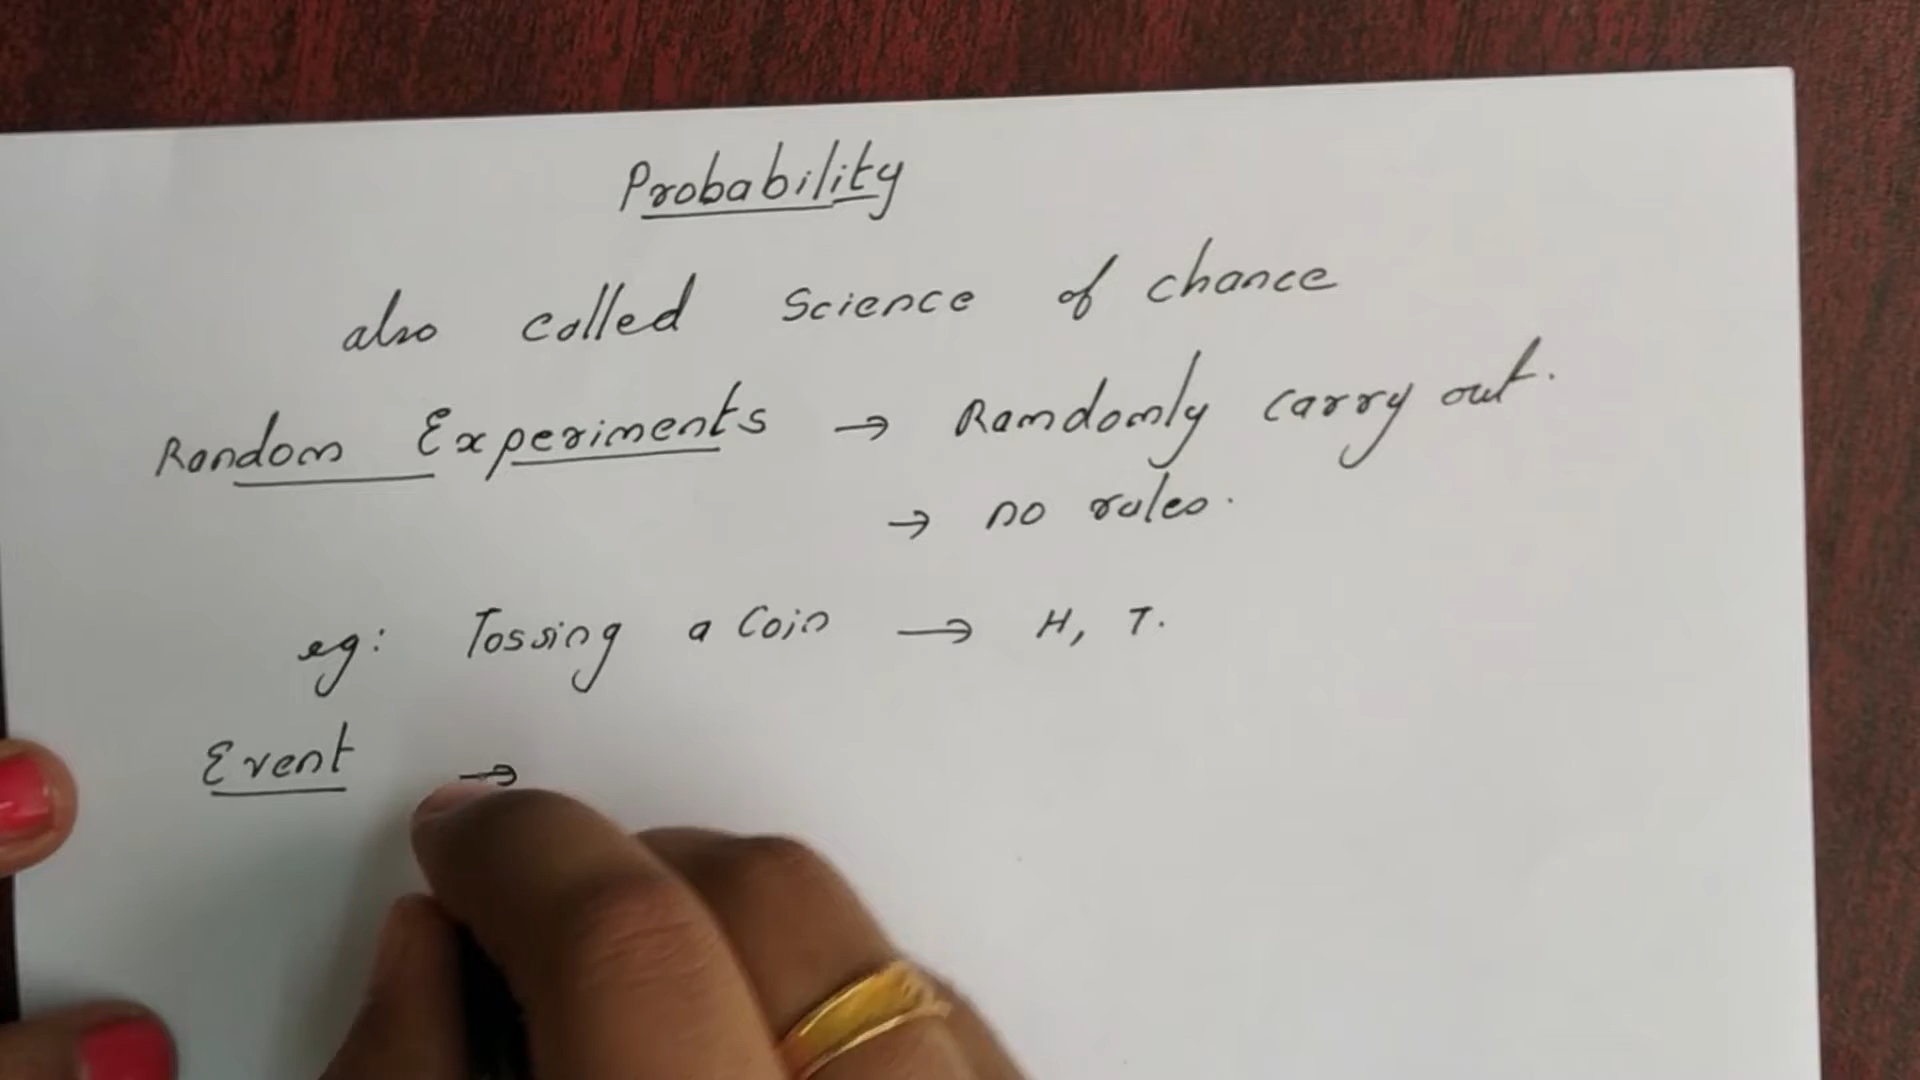 Probability
also called Science of chance
Random Experiments → Randomly carry out.
→ no rules.
eg: Tossing a Coin → H, T.
Event →